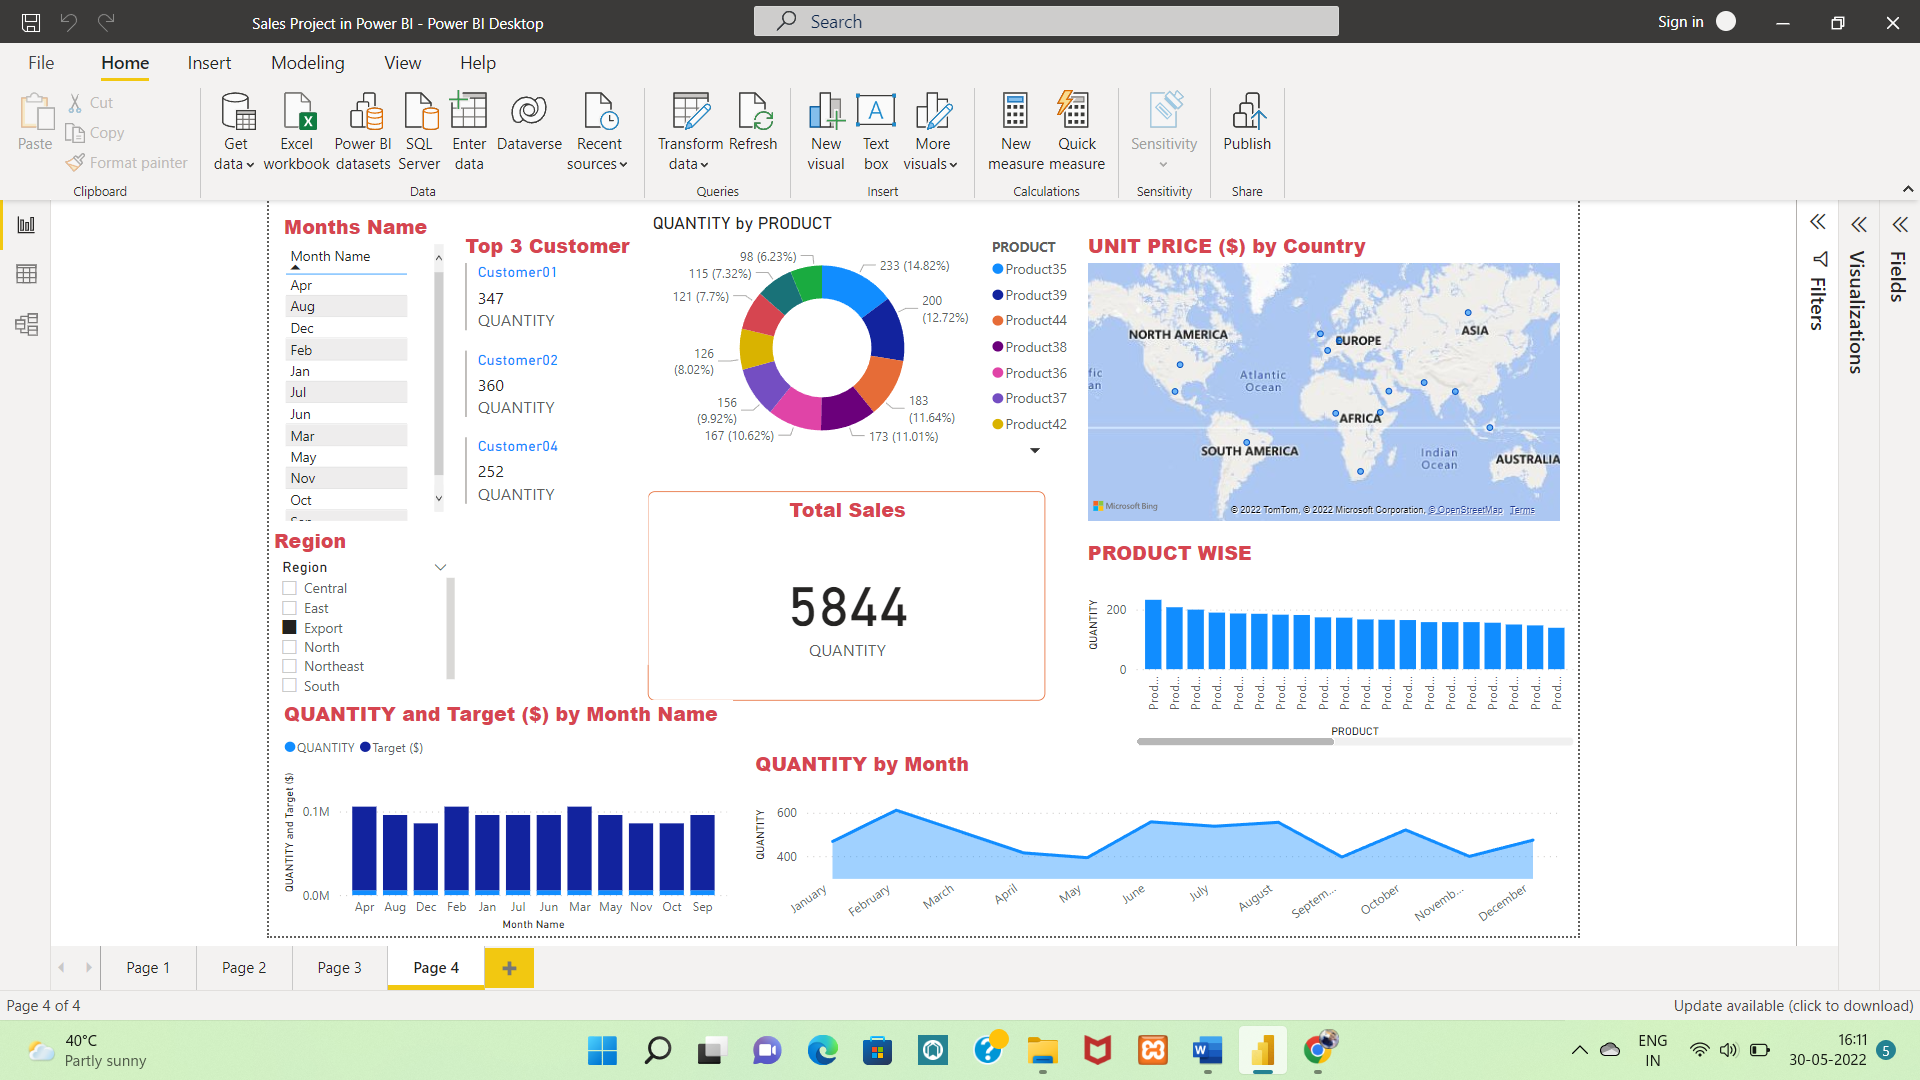 Sales Project in Power BI - Power BI Desktop
Search
Sign in
File Home Insert Modeling View Help
Paste
Cut
Copy
Format painter
Clipboard
Get data
Excel workbook
Power BI datasets
SQL Server
Enter data
Dataverse
Recent sources
Data
Transform data
Refresh
Queries
New visual
Text box
More visuals
Insert
New measure
Quick measure
Calculations
Sensitivity
Sensitivity
Publish
Share
Months Name
Month Name
Apr
Aug
Dec
Feb
Jan
Jul
Jun
Mar
May
Nov
Oct
Top 3 Customer
Customer01
347
QUANTITY
Customer02
360
QUANTITY
Customer04
252
QUANTITY
QUANTITY by PRODUCT
98 (6.23%)
115 (7.32%)
121 (7.7%)
126 (8.02%)
156 (9.92%)
167 (10.62%)
233 (14.82%)
200 (12.72%)
183 (11.64%)
173 (11.01%)
PRODUCT
Product35
Product39
Product44
Product38
Product36
Product37
Product42
UNIT PRICE ($) by Country
NORTH AMERICA
EUROPE
ASIA
fic
an
Atlantic Ocean
AFRICA
SOUTH AMERICA
Indian Ocean
AUSTRALIA
Microsoft Bing
© 2022 TomTom, © 2022 Microsoft Corporation, © OpenStreetMap Terms
Filters
Visualizations
Fields
Region
Region
Central
East
Export
North
Northeast
South
Total Sales
5844
QUANTITY
PRODUCT WISE
QUANTITY
200
0
Prod... Prod... Prod... Prod... Prod... Prod... Prod... Prod... Prod... Prod... Prod... Prod... Prod... Prod... Prod... Prod... Prod... Prod... Prod... Prod...
PRODUCT
QUANTITY and Target ($) by Month Name
QUANTITY Target ($)
QUANTITY and Target ($)
0.1M
0.0M
Apr Aug Dec Feb Jan Jul Jun Mar May Nov Oct Sep
Month Name
QUANTITY by Month
QUANTITY
600
400
January February March April May June July August Septem... October Novemb... December
Page 1 Page 2 Page 3 Page 4
Page 4 of 4
Update available (click to download)
40°C
Partly sunny
ENG
IN
16:11
30-05-2022
5